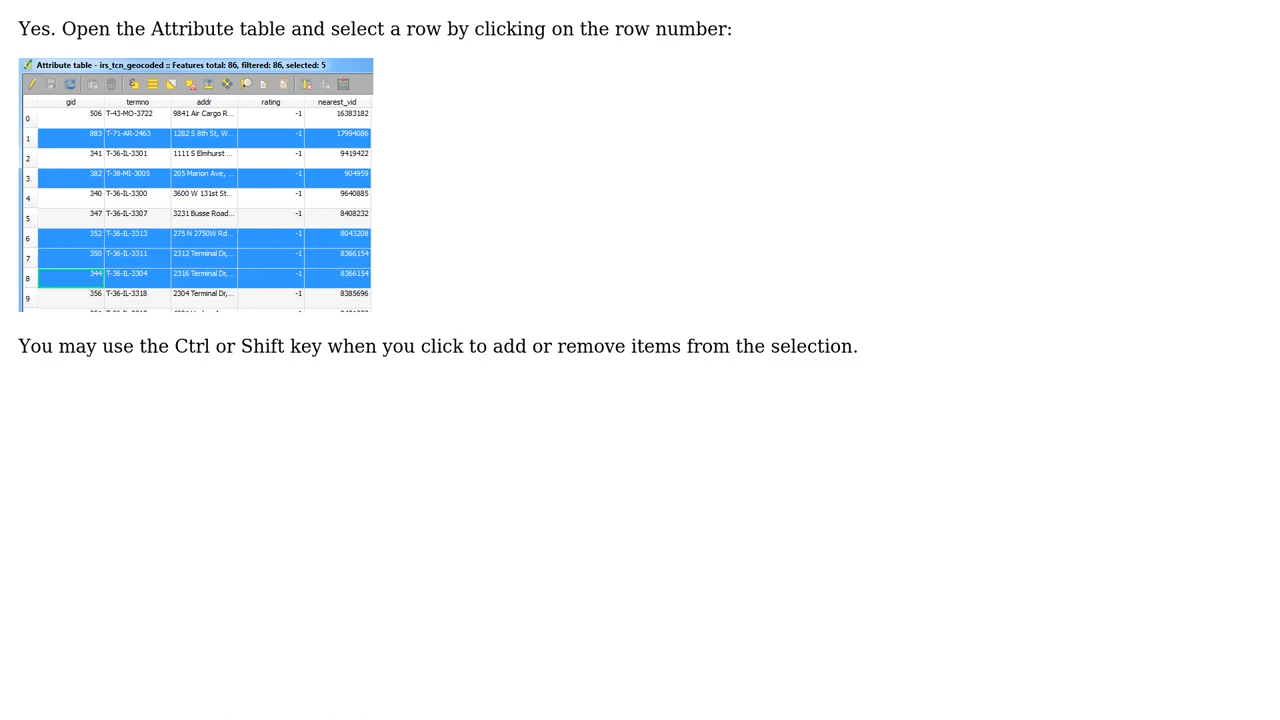 Yes. Open the Attribute table and select a row by clicking on the row number:
Attribute table - irs_tcn_geocoded :: Features total: 86, filtered: 86, selected: 5
gid termno addr rating nearest_vid
0 506 T-43-MO-3722 9841 Air Cargo R... -1 16383182
1 883 T-71-AR-2463 1282 S 8th St, W... -1 17994086
2 341 T-36-IL-3301 1111 S Elmhurst ... -1 9419422
3 382 T-38-MI-3005 205 Marion Ave, ... -1 904959
4 340 T-36-IL-3300 3600 W 131st St... -1 9640885
5 347 T-36-IL-3307 3231 Busse Road... -1 8408232
6 352 T-36-IL-3313 275 N 2750W Rd... -1 8043208
7 350 T-36-IL-3311 2312 Terminal Dr,... -1 8366154
8 344 T-36-IL-3304 2316 Terminal Dr,... -1 8366154
9 356 T-36-IL-3318 2304 Terminal Dr,... -1 8385696
You may use the Ctrl or Shift key when you click to add or remove items from the selection.